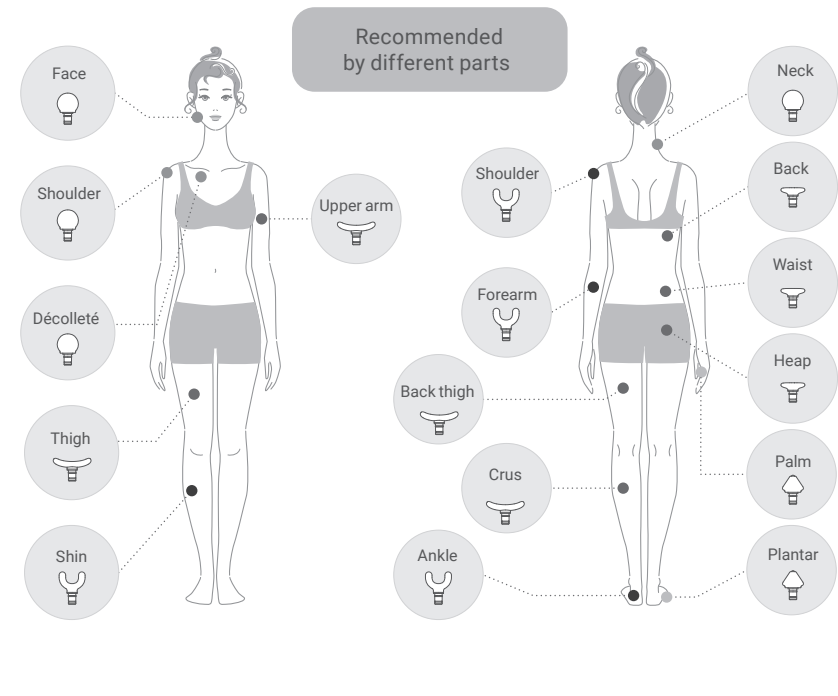 Recommended
by different parts
Face
Shoulder
Décolleté
Thigh
Shin
Upper arm
Shoulder
Forearm
Back thigh
Crus
Ankle
Neck
Back
Waist
Heap
Palm
Plantar